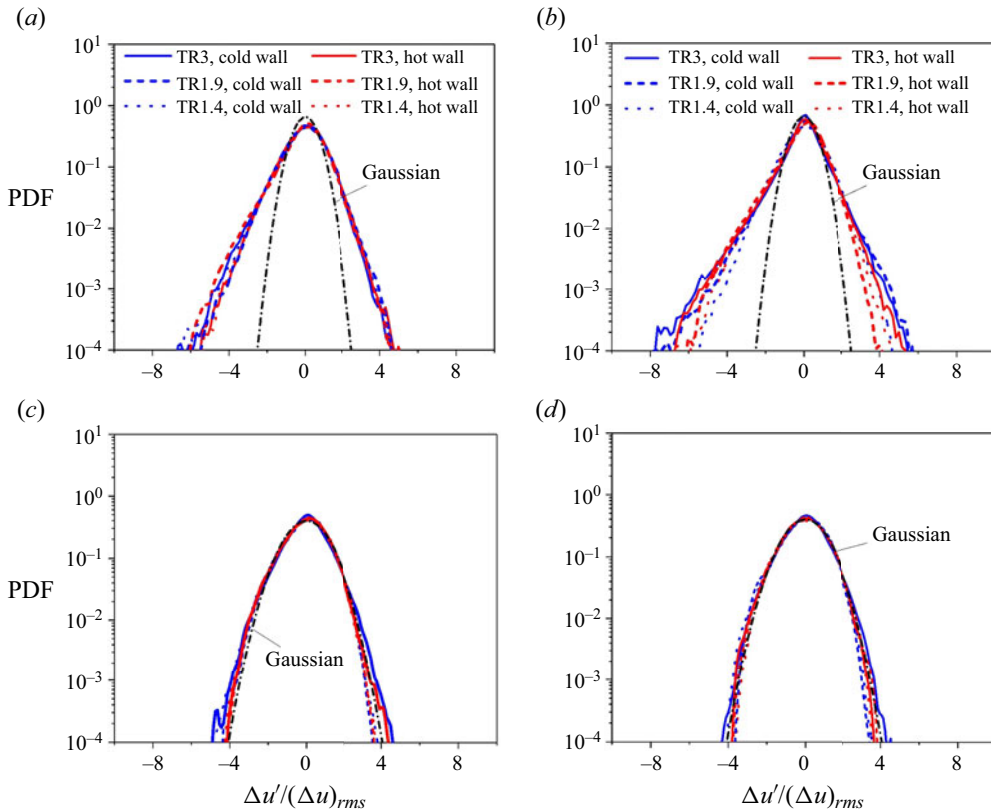 (a)
(b)
10^1
10^0
10^-1
10^-2
10^-3
10^-4
PDF
TR3, cold wall
TR3, hot wall
TR1.9, cold wall
TR1.9, hot wall
TR1.4, cold wall
TR1.4, hot wall
Gaussian
–8
–4
0
4
8
10^1
10^0
10^-1
10^-2
10^-3
10^-4
TR3, cold wall
TR3, hot wall
TR1.9, cold wall
TR1.9, hot wall
TR1.4, cold wall
TR1.4, hot wall
Gaussian
–8
–4
0
4
8
(c)
(d)
10^1
10^0
10^-1
10^-2
10^-3
10^-4
PDF
Gaussian
–8
–4
0
4
8
Δu′/(Δu)rms
10^1
10^0
10^-1
10^-2
10^-3
10^-4
Gaussian
–8
–4
0
4
8
Δu′/(Δu)rms